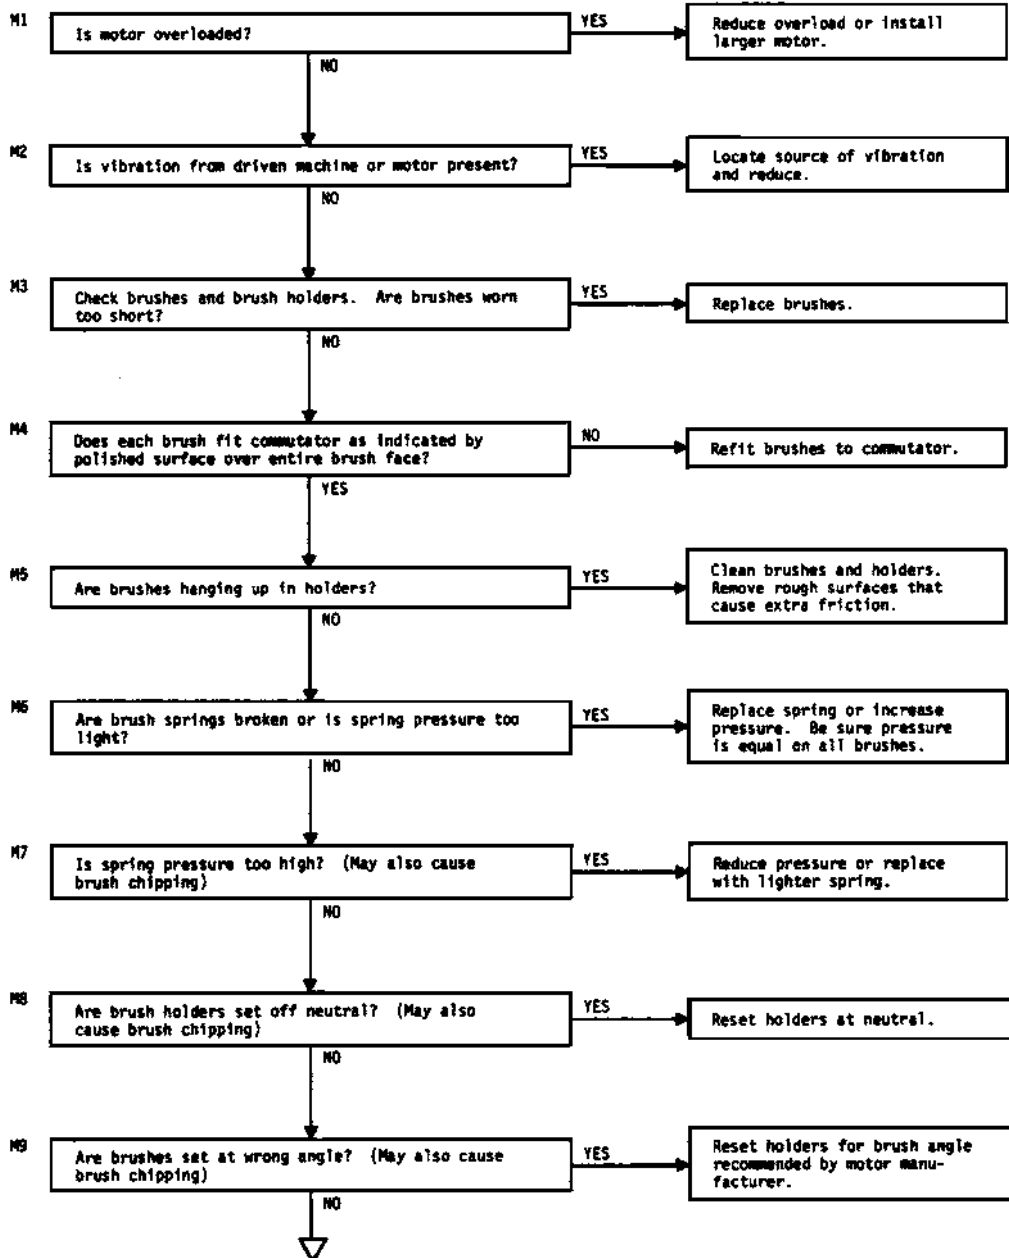 M1
Is motor overloaded?
YES
Reduce overload or install
larger motor.
NO
M2
Is vibration from driven machine or motor present?
YES
Locate source of vibration
and reduce.
NO
M3
Check brushes and brush holders. Are brushes worn
too short?
YES
Replace brushes.
NO
M4
Does each brush fit commutator as indicated by
polished surface over entire brush face?
NO
Refit brushes to commutator.
YES
M5
Are brushes hanging up in holders?
YES
Clean brushes and holders.
Remove rough surfaces that
cause extra friction.
NO
M6
Are brush springs broken or is spring pressure too
light?
YES
Replace spring or increase
pressure. Be sure pressure
is equal on all brushes.
NO
M7
Is spring pressure too high? (May also cause
brush chipping)
YES
Reduce pressure or replace
with lighter spring.
NO
M8
Are brush holders set off neutral? (May also
cause brush chipping)
YES
Reset holders at neutral.
NO
M9
Are brushes set at wrong angle? (May also cause
brush chipping)
YES
Reset holders for brush angle
recommended by motor manu-
facturer.
NO